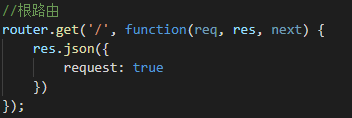 //根路由
router.get('/', function(req, res, next) {
    res.json({
        request: true
    })
});